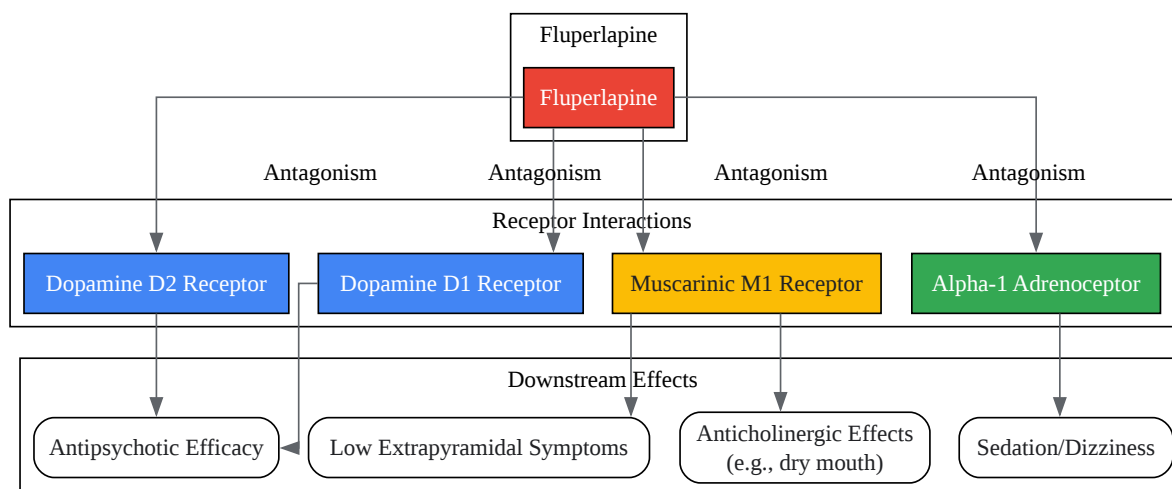 Fluperlapine
Fluperlapine
Antagonism
Antagonism
Antagonism
Antagonism
Receptor Interactions
Dopamine D2 Receptor
Dopamine D1 Receptor
Muscarinic M1 Receptor
Alpha-1 Adrenoceptor
Downstream Effects
Antipsychotic Efficacy
Low Extrapyramidal Symptoms
Anticholinergic Effects
(e.g., dry mouth)
Sedation/Dizziness